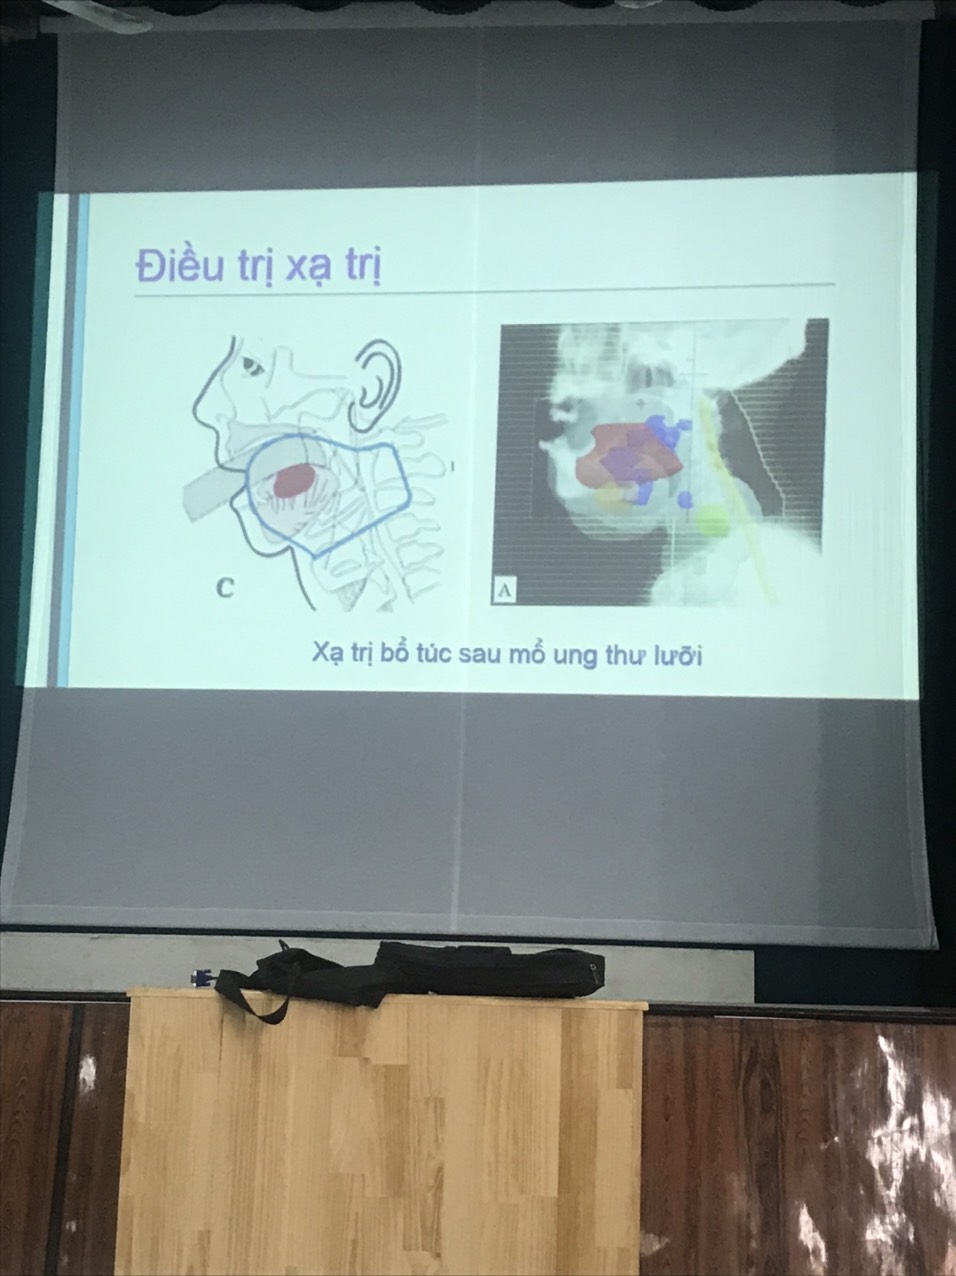 Điều trị xạ trị
C
A
Xạ trị bổ túc sau mổ ung thư lưỡi